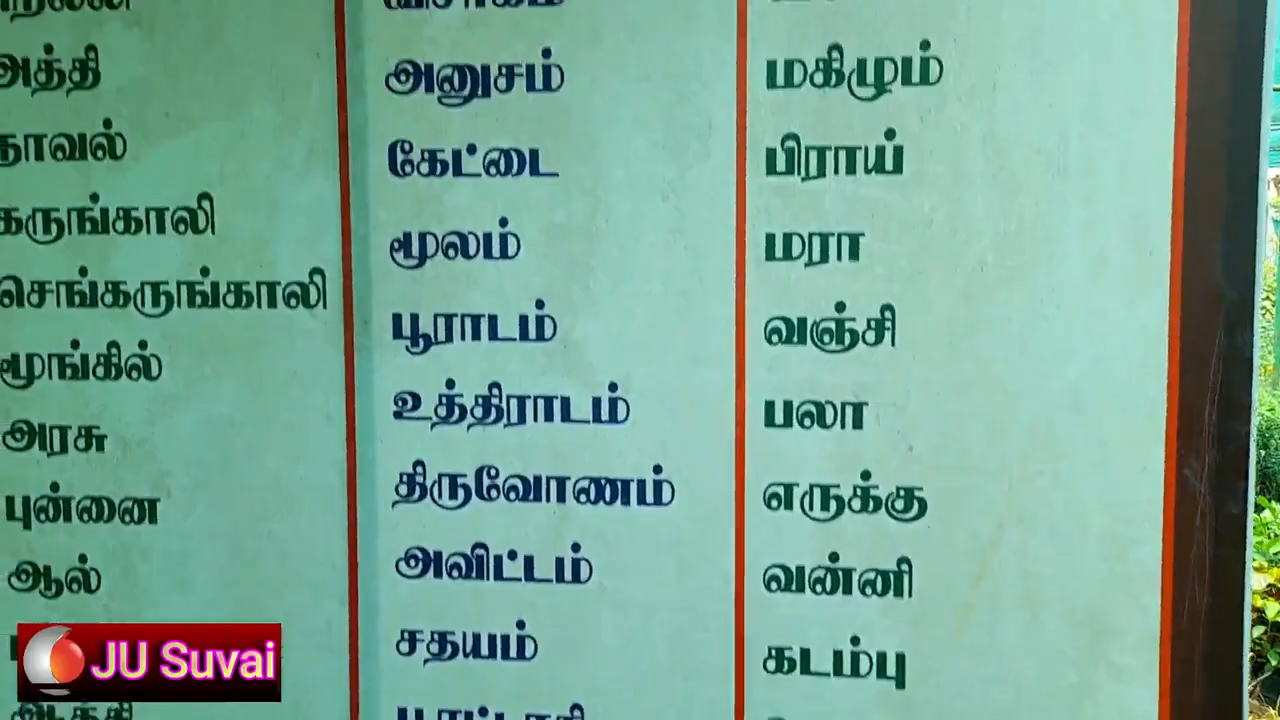 அத்தி
நாவல்
கருங்காலி
செங்கருங்காலி
மூங்கில்
அரசு
புன்னை
ஆல்
அனுசம்
கேட்டை
மூலம்
பூராடம்
உத்திராடம்
திருவோணம்
அவிட்டம்
சதயம்
மகிழும்
பிராய்
மரா
வஞ்சி
பலா
எருக்கு
வன்னி
கடம்பு
JU Suvai